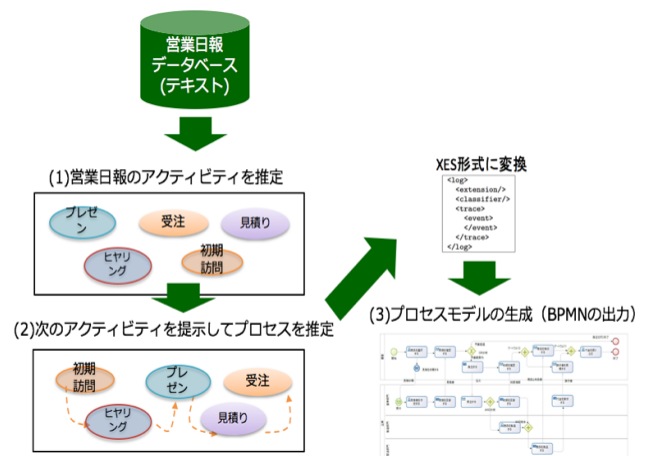 営業日報
データベース
(テキスト)
(1)営業日報のアクティビティを推定
プレゼ
ン
受注
見積り
ヒヤリ
ング
初期
訪問
(2)次のアクティビティを提示してプロセスを推定
初期
訪問
プレ
ゼン
受注
ヒヤリ
ング
見積り
XES形式に変換
<log>
<extension/>
<classifier/>
<trace>
<event>
</event>
</trace>
</log>
(3)プロセスモデルの生成（BPMNの出力）